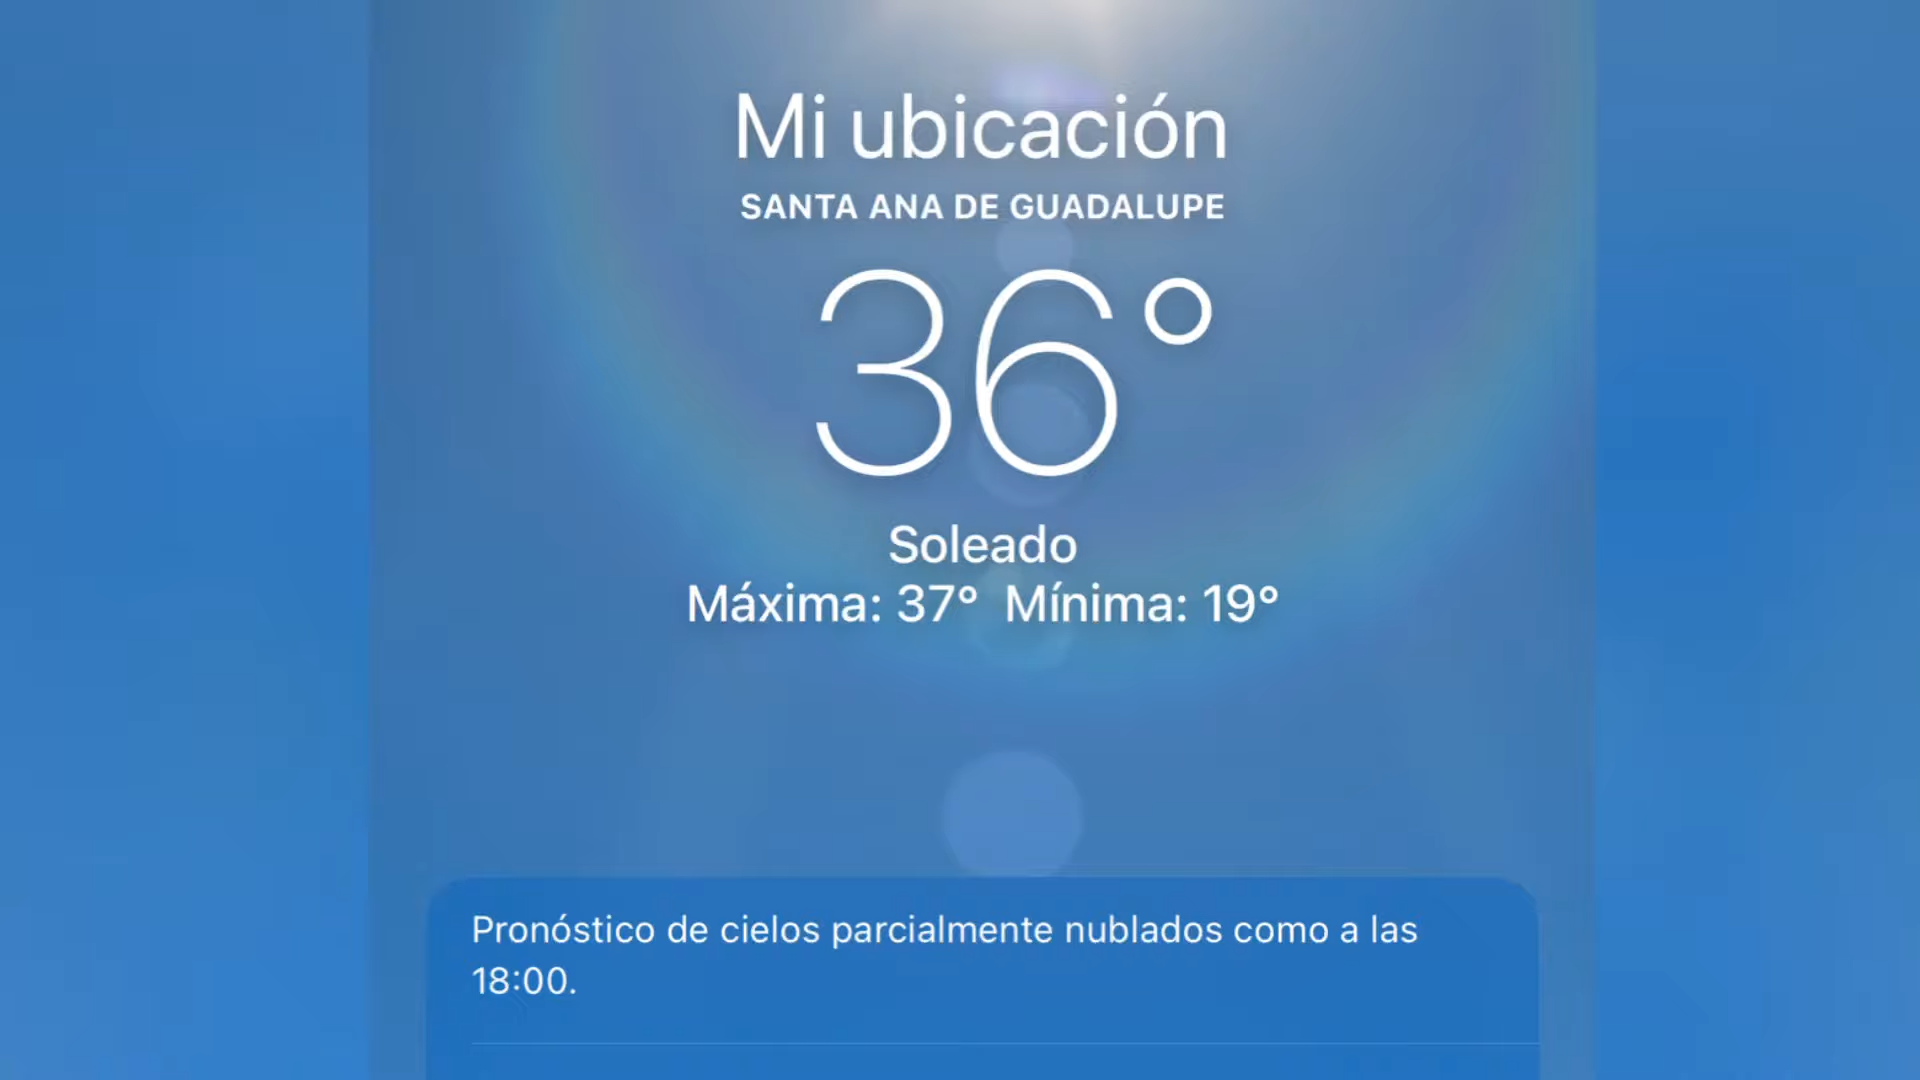 Mi ubicación
SANTA ANA DE GUADALUPE
36°
Soleado
Máxima: 37° Mínima: 19°
Pronóstico de cielos parcialmente nublados como a las
18:00.